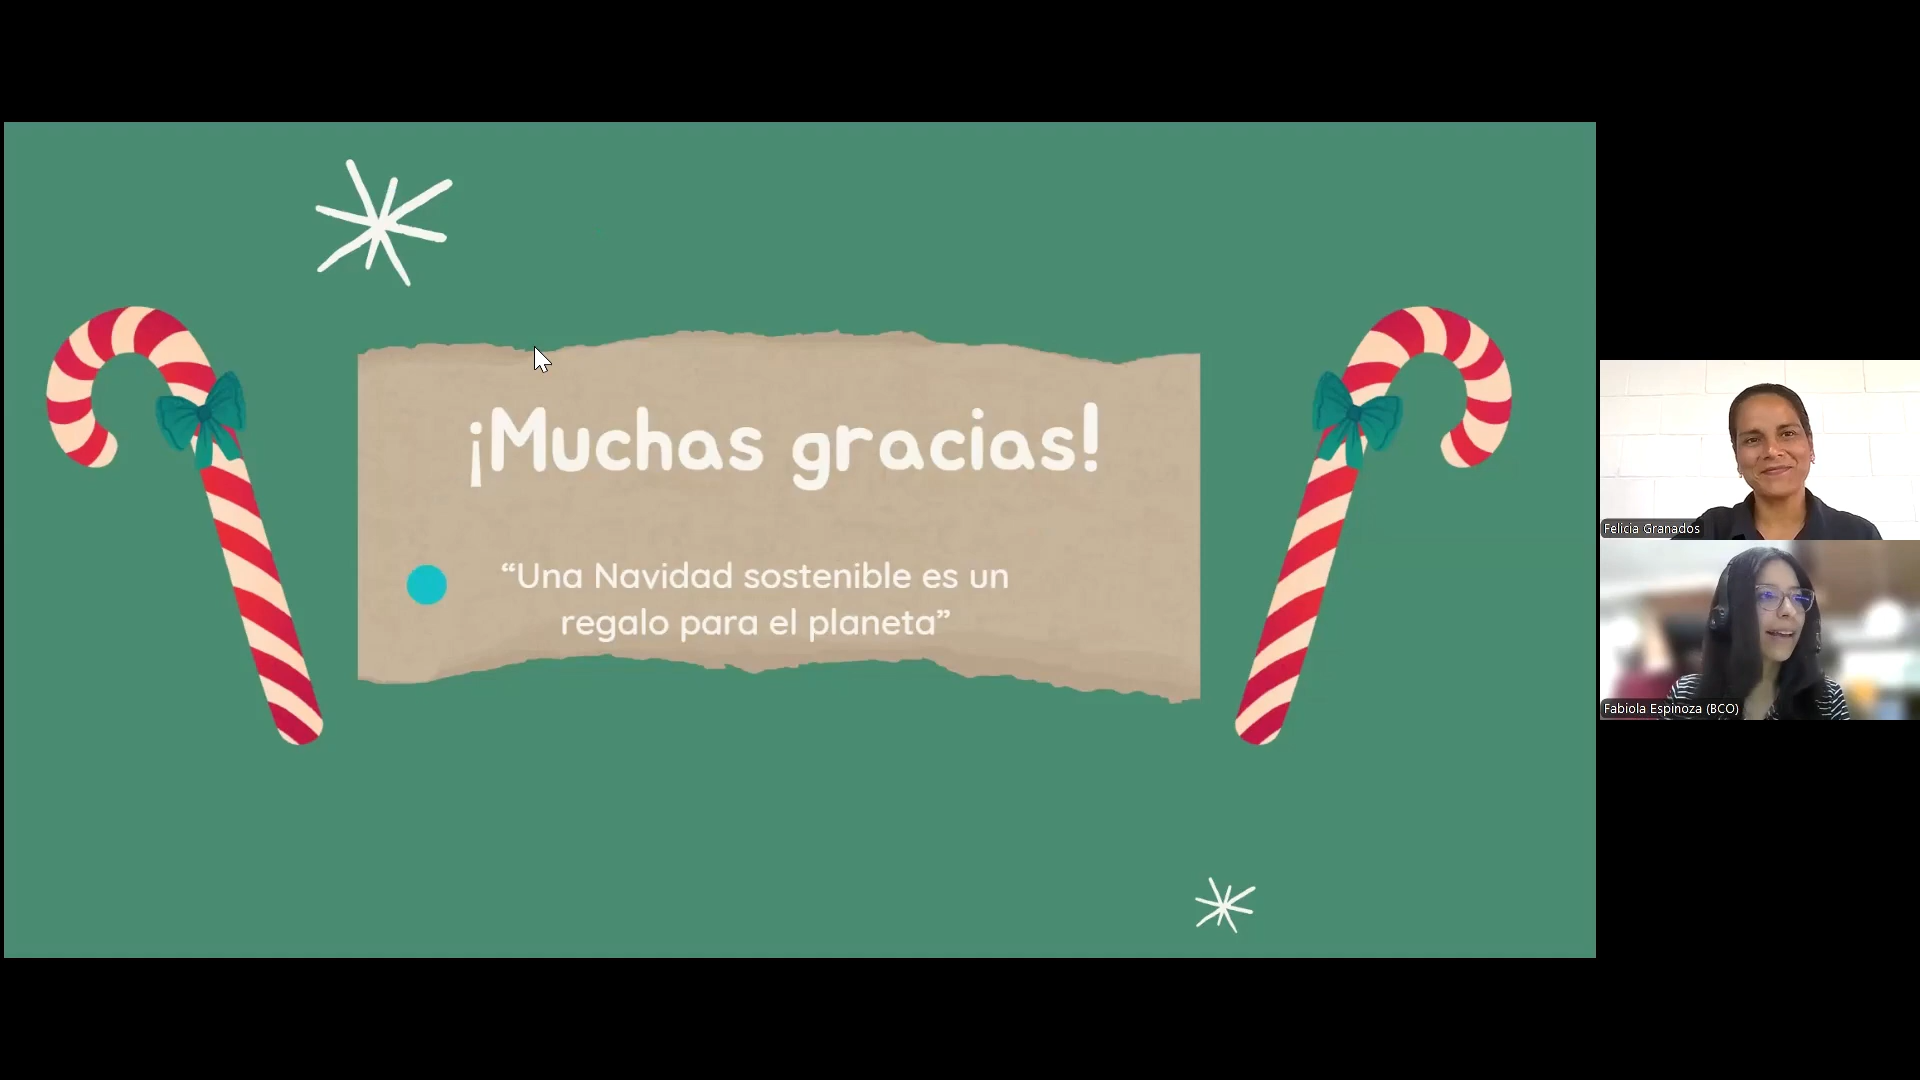 ¡Muchas gracias!
“Una Navidad sostenible es un
regalo para el planeta”
Felicia Granados
Fabiola Espinoza (BCO)